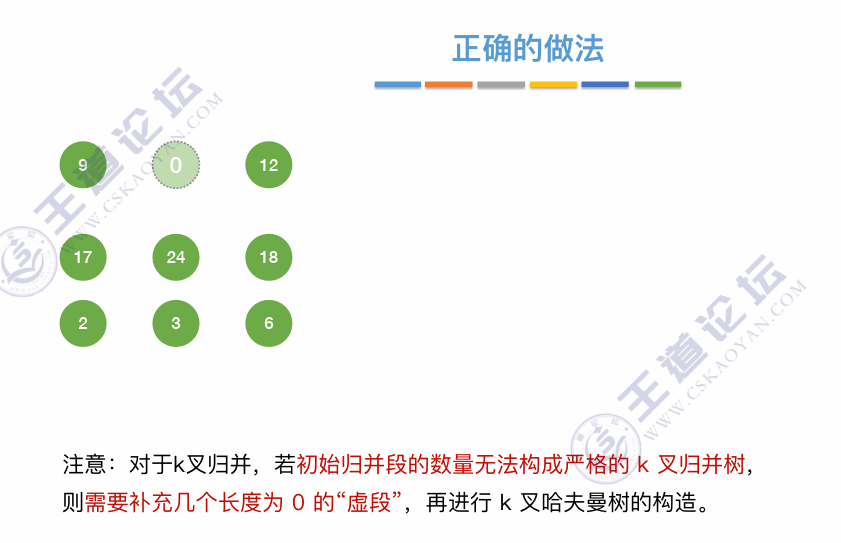 正确的做法
9 0 12
17 24 18
2 3 6
王道论坛
WWW.CSKAOYAN.COM
王道论坛
WWW.CSKAOYAN.COM
注意：对于k叉归并，若初始归并段的数量无法构成严格的 k 叉归并树，
则需要补充几个长度为 0 的“虚段”，再进行 k 叉哈夫曼树的构造。